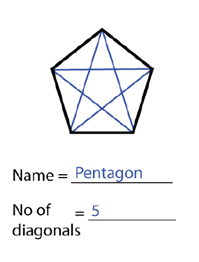 Name = Pentagon
No of diagonals = 5